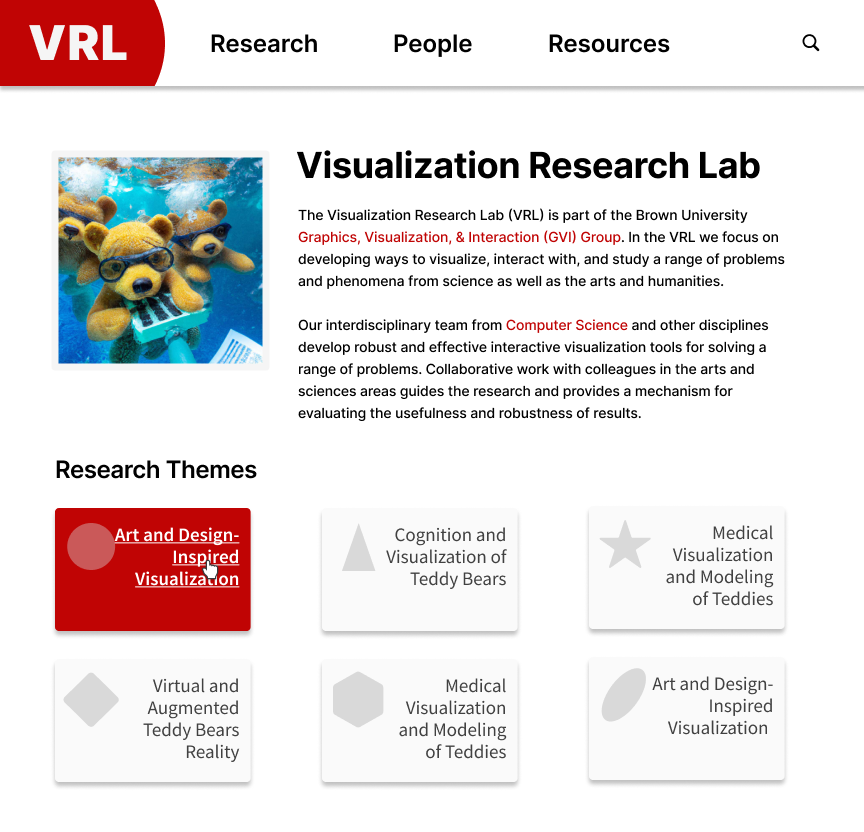 VRL
Research
People
Resources
Visualization Research Lab
The Visualization Research Lab (VRL) is part of the Brown University
Graphics, Visualization, & Interaction (GVI) Group. In the VRL we focus on
developing ways to visualize, interact with, and study a range of problems
and phenomena from science as well as the arts and humanities.
Our interdisciplinary team from Computer Science and other disciplines
develop robust and effective interactive visualization tools for solving a
range of problems. Collaborative work with colleagues in the arts and
sciences areas guides the research and provides a mechanism for
evaluating the usefulness and robustness of results.
Research Themes
Art and Design-
Inspired
Visualization
Cognition and
Visualization of
Teddy Bears
Medical
Visualization
and Modeling
of Teddies
Virtual and
Augmented
Teddy Bears
Reality
Medical
Visualization
and Modeling
of Teddies
Art and Design-
Inspired
Visualization